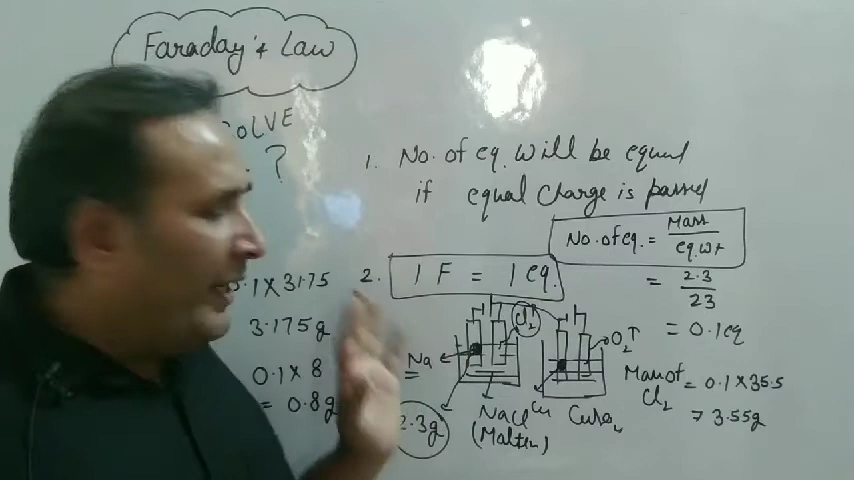 Faraday's Law
SOLVE
?
1. No. of eq. Will be equal
if equal Charge is passed
No. of eq. = Mass / eq. wt
2. 1 F = 1 eq.
= 2.3 / 23
= 0.1 eq
0.1 X 31.75
3.175g
0.1 x 8
= 0.8g
Cl2
Na
O2↑
2.3g
NaCl
(Molten)
Cu
CuSO4
Mass of Cl2 = 0.1 X 35.5
= 3.55g